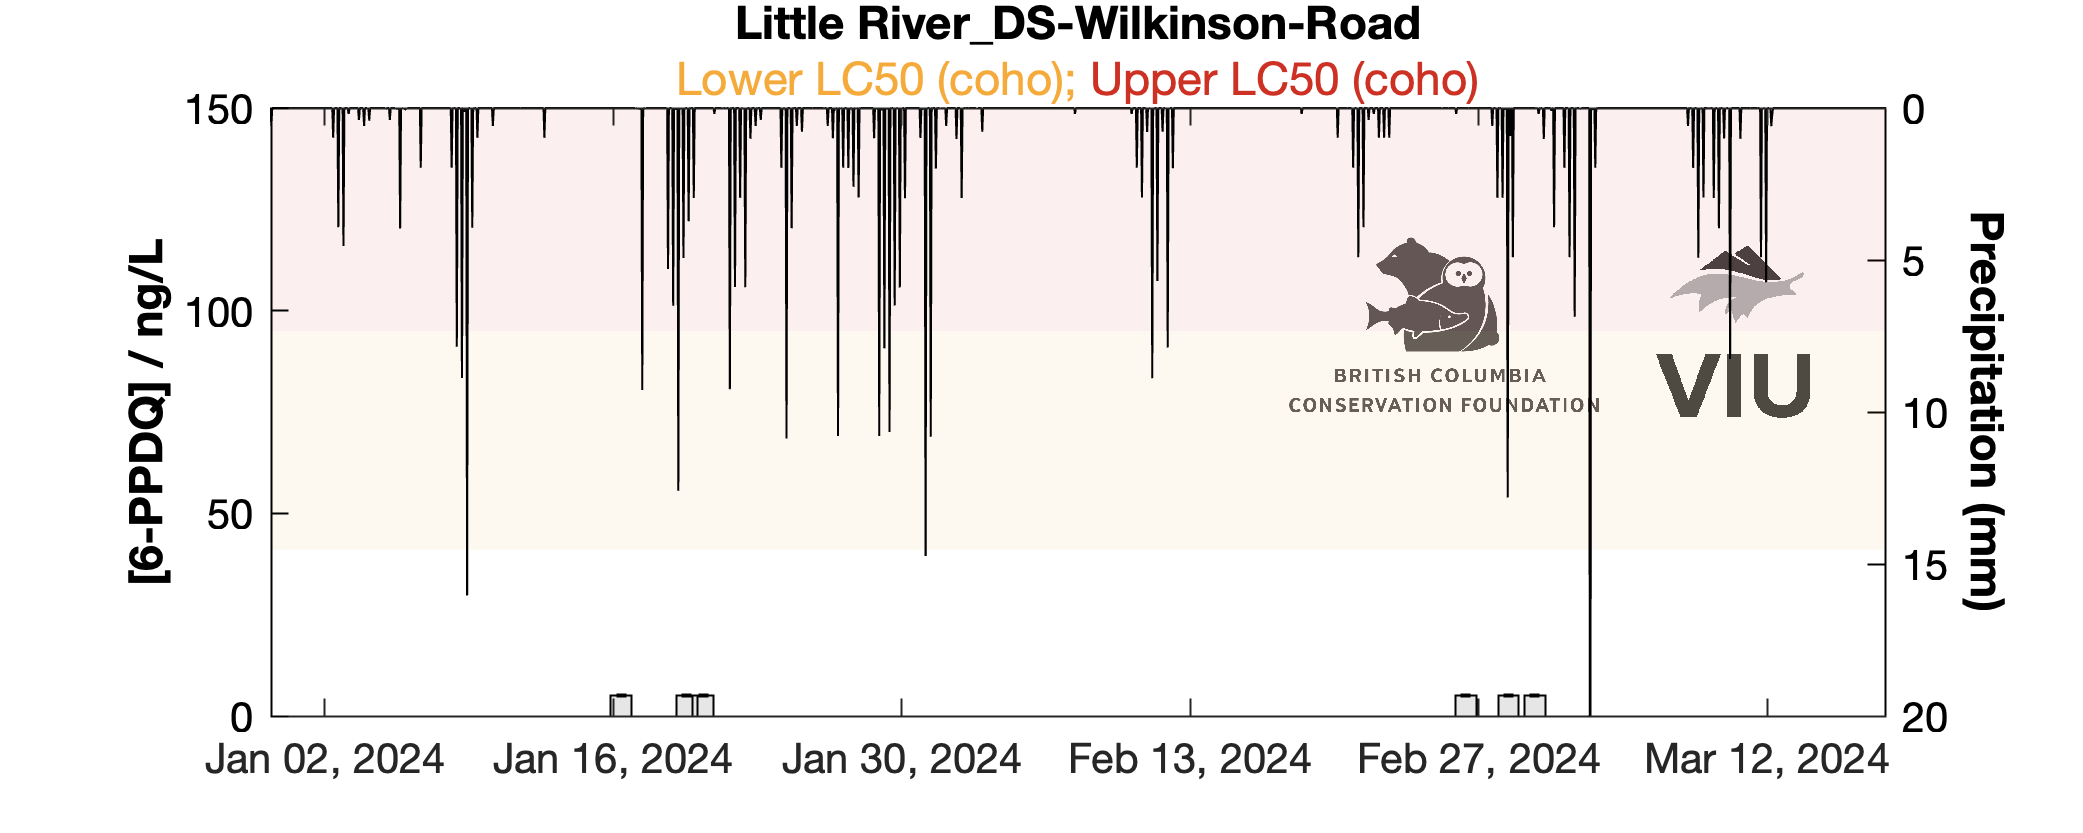 Little River_DS-Wilkinson-Road
Lower LC50 (coho); Upper LC50 (coho)
150
100
50
0
[6-PPDQ] / ng/L
0
5
10
15
20
Precipitation (mm)
BRITISH COLUMBIA
CONSERVATION FOUNDATION
VIU
Jan 02, 2024 Jan 16, 2024 Jan 30, 2024 Feb 13, 2024 Feb 27, 2024 Mar 12, 2024